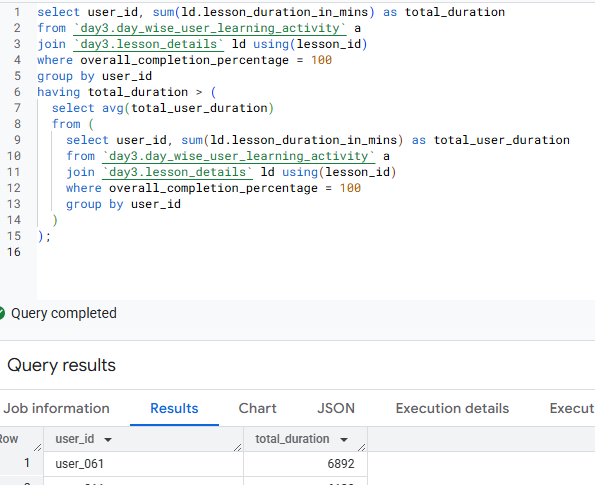 1 select user_id, sum(ld.lesson_duration_in_mins) as total_duration
2 from `day3.day_wise_user_learning_activity` a
3 join `day3.lesson_details` ld using(lesson_id)
4 where overall_completion_percentage = 100
5 group by user_id
6 having total_duration > (
7 select avg(total_user_duration)
8 from (
9 select user_id, sum(ld.lesson_duration_in_mins) as total_user_duration
10 from `day3.day_wise_user_learning_activity` a
11 join `day3.lesson_details` ld using(lesson_id)
12 where overall_completion_percentage = 100
13 group by user_id
14 )
15 );
16
Query completed
Query results
Job information Results Chart JSON Execution details Execut
Row user_id total_duration
1 user_061 6892